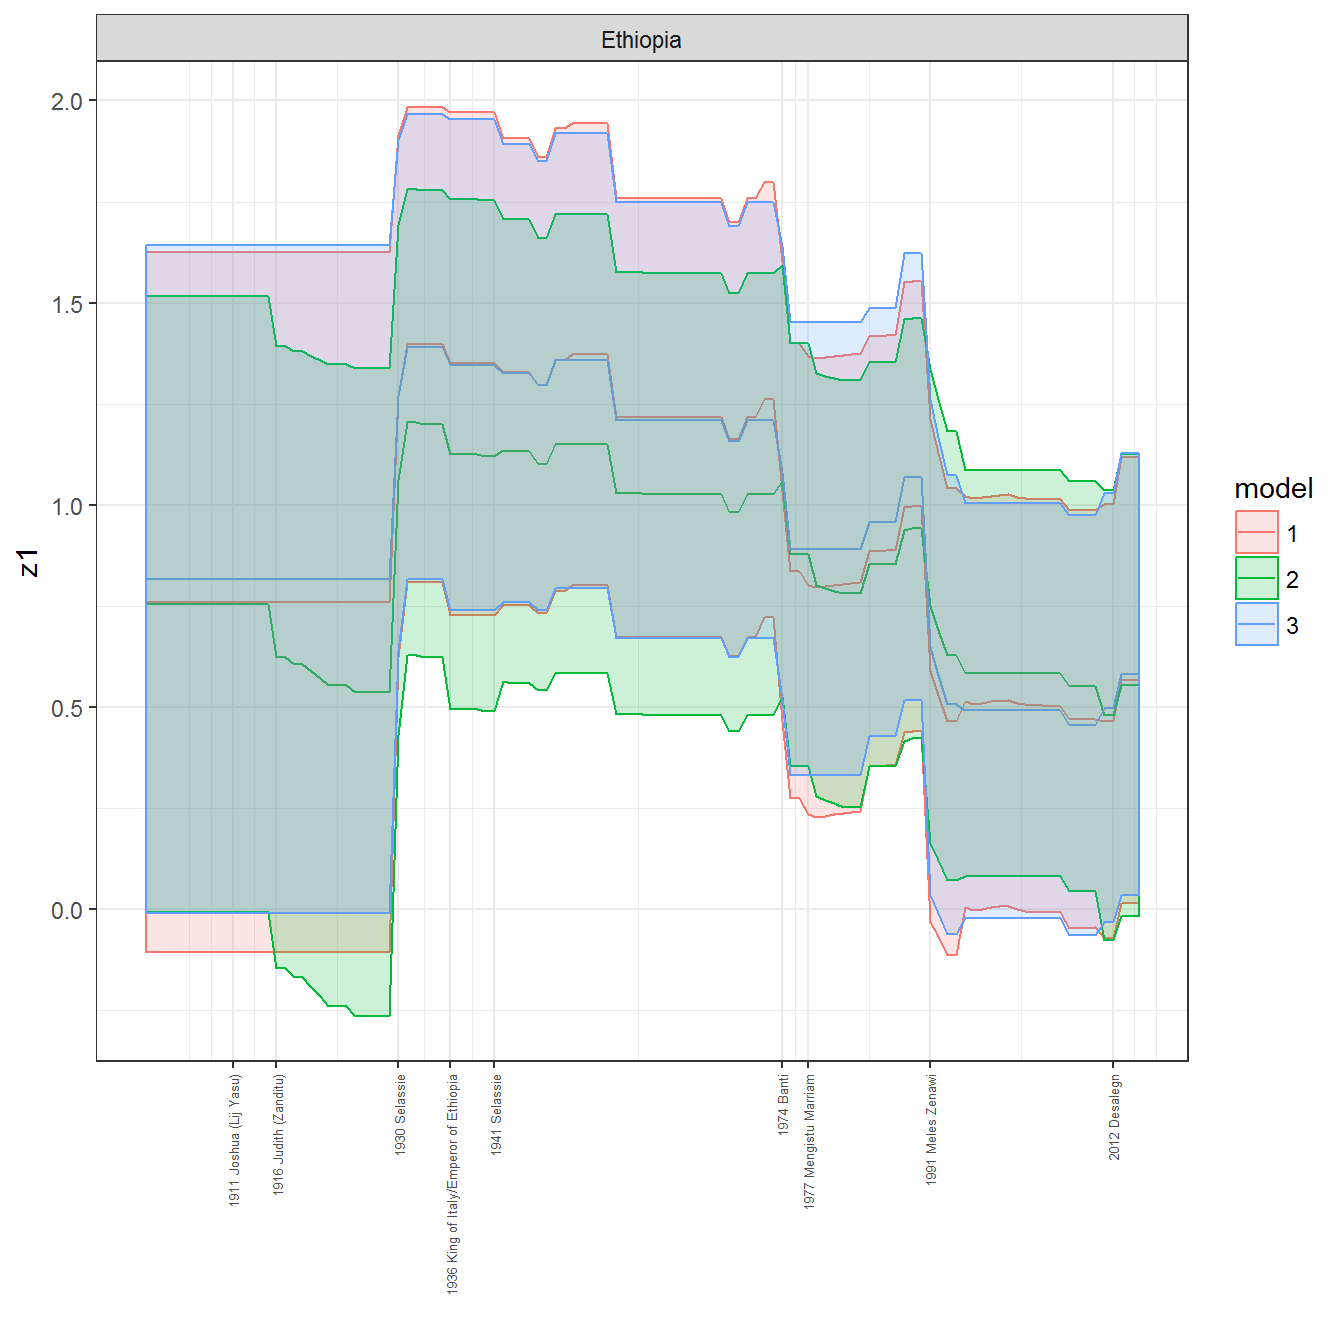 Ethiopia
2.0
1.5
1.0
0.5
0.0
z1
model
1
2
3
1911 Joshua (Lij Yasu)
1916 Judith (Zanditu)
1930 Selassie
1936 King of Italy/Emperor of Ethiopia
1941 Selassie
1974 Banti
1977 Mengistu Marriam
1991 Meles Zenawi
2012 Desalegn